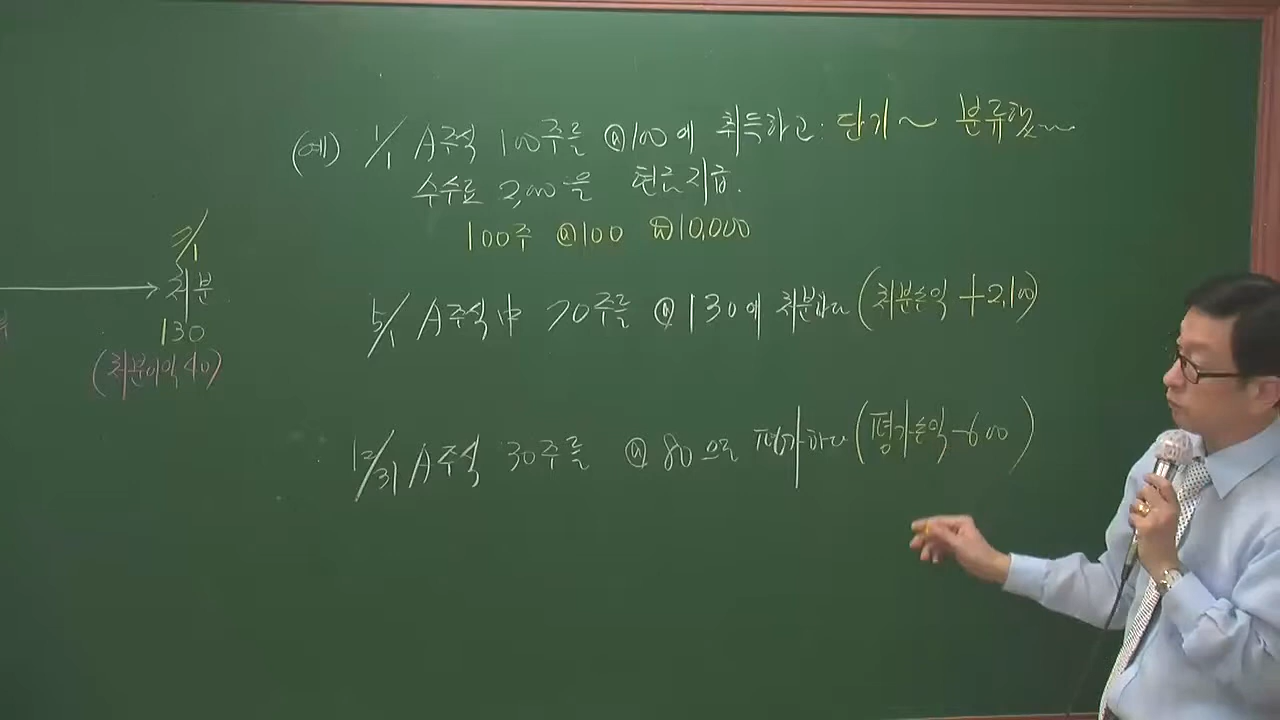 (예) 1/1 A주식 100주를 @100에 취득하고. 단기~ 분류했~
수수료 2,000을 현금지급.
100주 @100 ₩10,000
5/1 A주식中 70주를 @130에 처분하다 (처분손익 +2,100)
12/31 A주식 30주를 @80으로 평가하다 (평가손익 -600)
/1
처분
130
(처분이익 40)